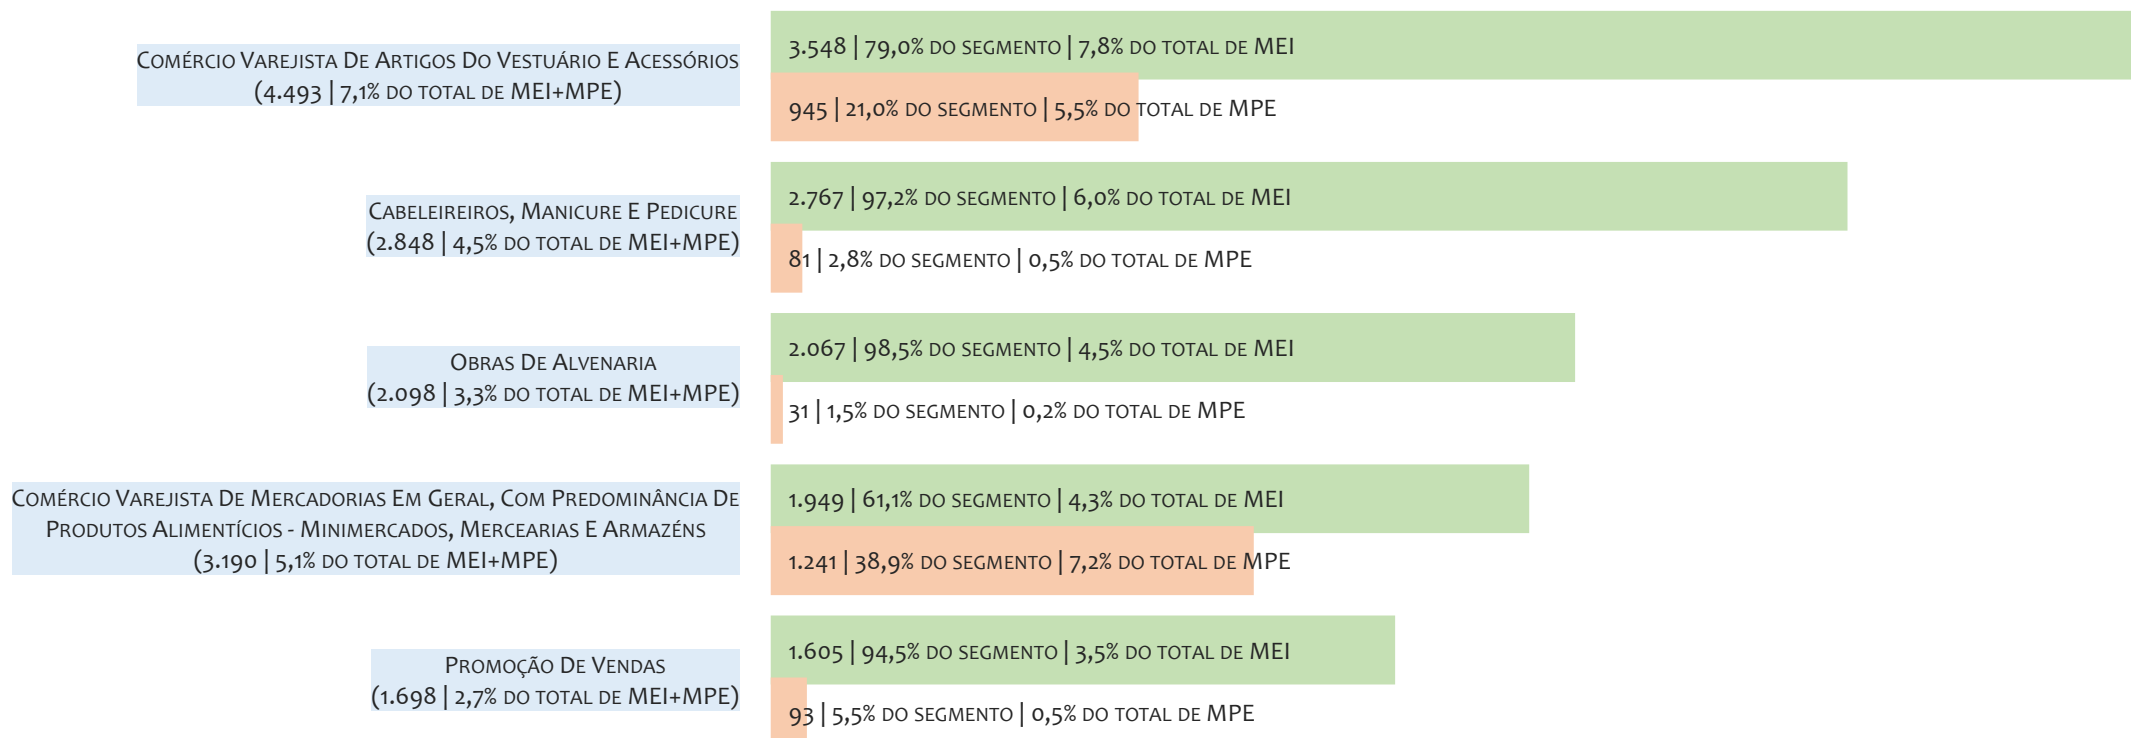 Comércio Varejista De Artigos Do Vestuário E Acessórios
(4.493 | 7,1% do total de MEI+MPE)
3.548 | 79,0% do segmento | 7,8% do total de MEI
945 | 21,0% do segmento | 5,5% do total de MPE
Cabeleireiros, Manicure E Pedicure
(2.848 | 4,5% do total de MEI+MPE)
2.767 | 97,2% do segmento | 6,0% do total de MEI
81 | 2,8% do segmento | 0,5% do total de MPE
Obras De Alvenaria
(2.098 | 3,3% do total de MEI+MPE)
2.067 | 98,5% do segmento | 4,5% do total de MEI
31 | 1,5% do segmento | 0,2% do total de MPE
Comércio Varejista De Mercadorias Em Geral, Com Predominância De
Produtos Alimentícios - Minimercados, Mercearias E Armazéns
(3.190 | 5,1% do total de MEI+MPE)
1.949 | 61,1% do segmento | 4,3% do total de MEI
1.241 | 38,9% do segmento | 7,2% do total de MPE
Promoção De Vendas
(1.698 | 2,7% do total de MEI+MPE)
1.605 | 94,5% do segmento | 3,5% do total de MEI
93 | 5,5% do segmento | 0,5% do total de MPE